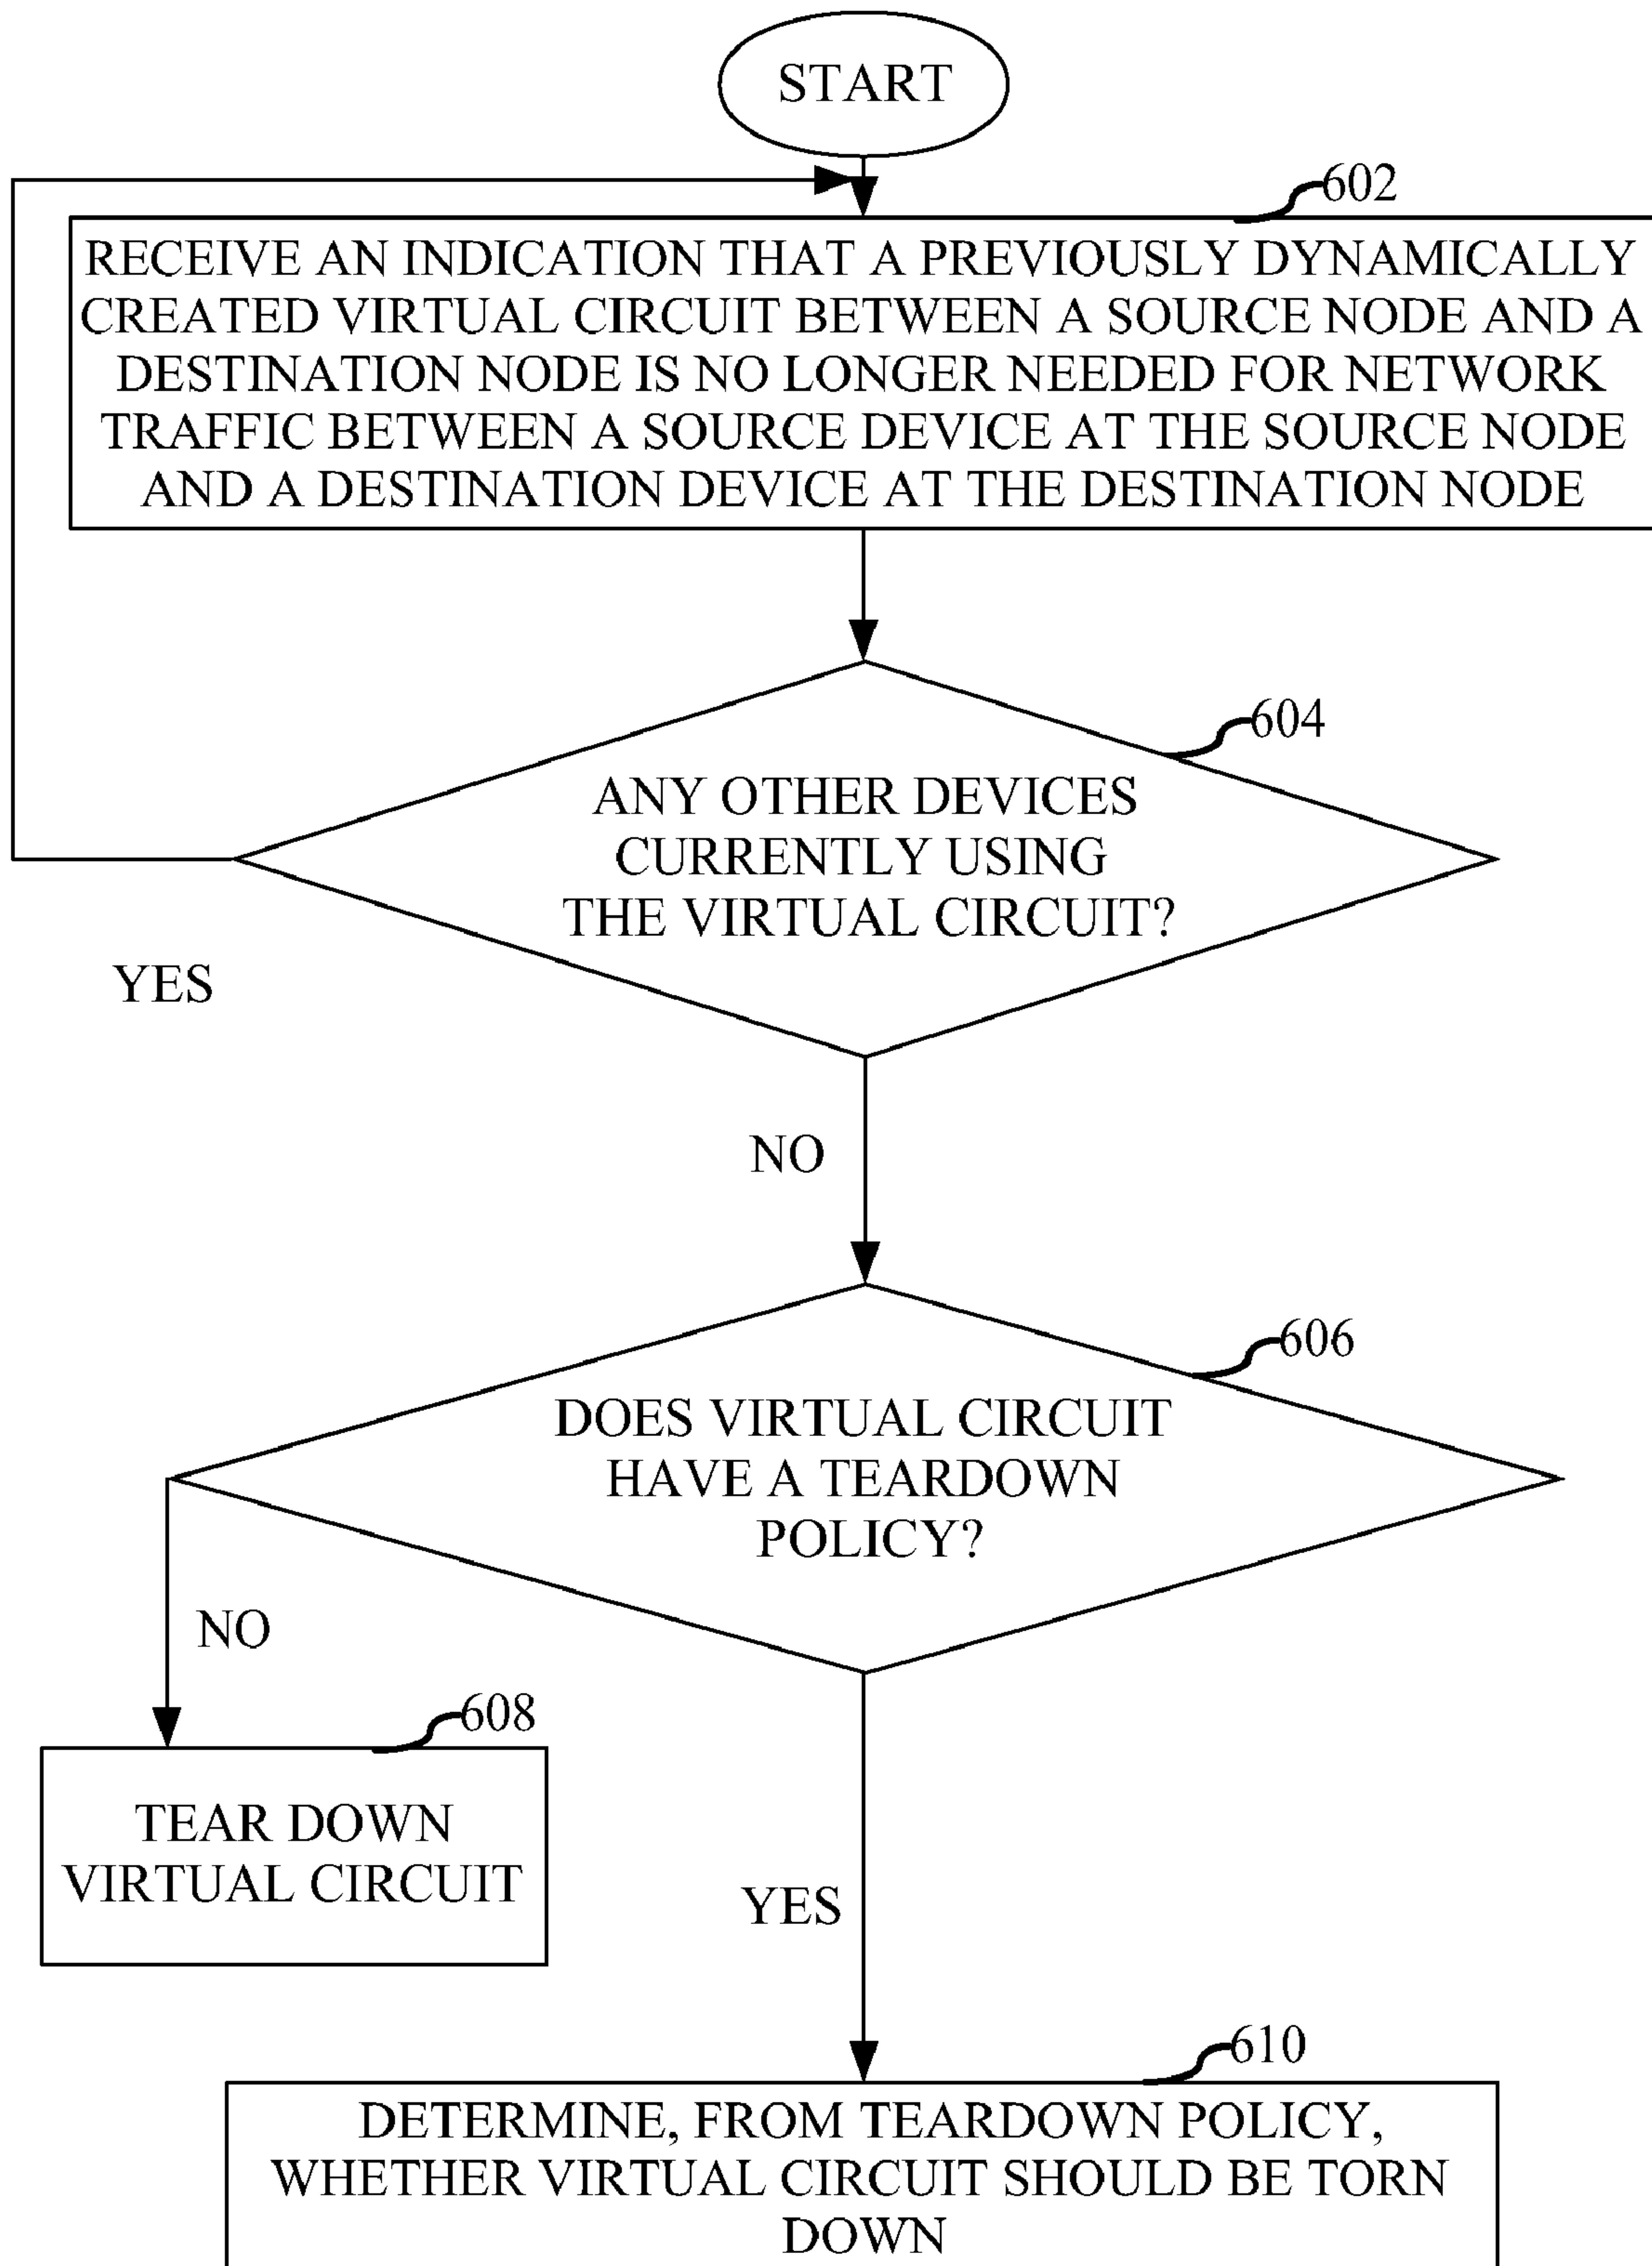 START
602
RECEIVE AN INDICATION THAT A PREVIOUSLY DYNAMICALLY
CREATED VIRTUAL CIRCUIT BETWEEN A SOURCE NODE AND A
DESTINATION NODE IS NO LONGER NEEDED FOR NETWORK
TRAFFIC BETWEEN A SOURCE DEVICE AT THE SOURCE NODE
AND A DESTINATION DEVICE AT THE DESTINATION NODE
604
ANY OTHER DEVICES
CURRENTLY USING
THE VIRTUAL CIRCUIT?
YES
NO
606
DOES VIRTUAL CIRCUIT
HAVE A TEARDOWN
POLICY?
NO
608
TEAR DOWN
VIRTUAL CIRCUIT
YES
610
DETERMINE, FROM TEARDOWN POLICY,
WHETHER VIRTUAL CIRCUIT SHOULD BE TORN
DOWN